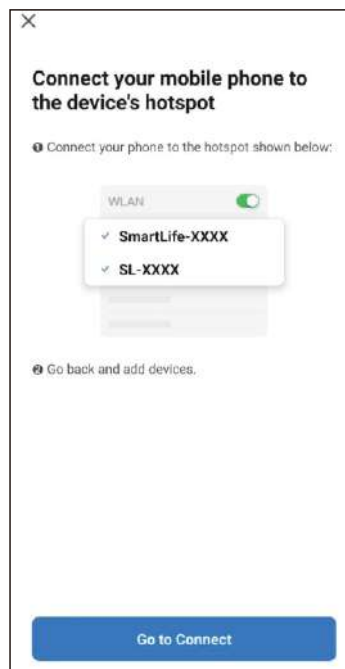 Connect your mobile phone to
the device's hotspot
❶ Connect your phone to the hotspot shown below:
WLAN
SmartLife-XXXX
SL-XXXX
❷ Go back and add devices.
Go to Connect